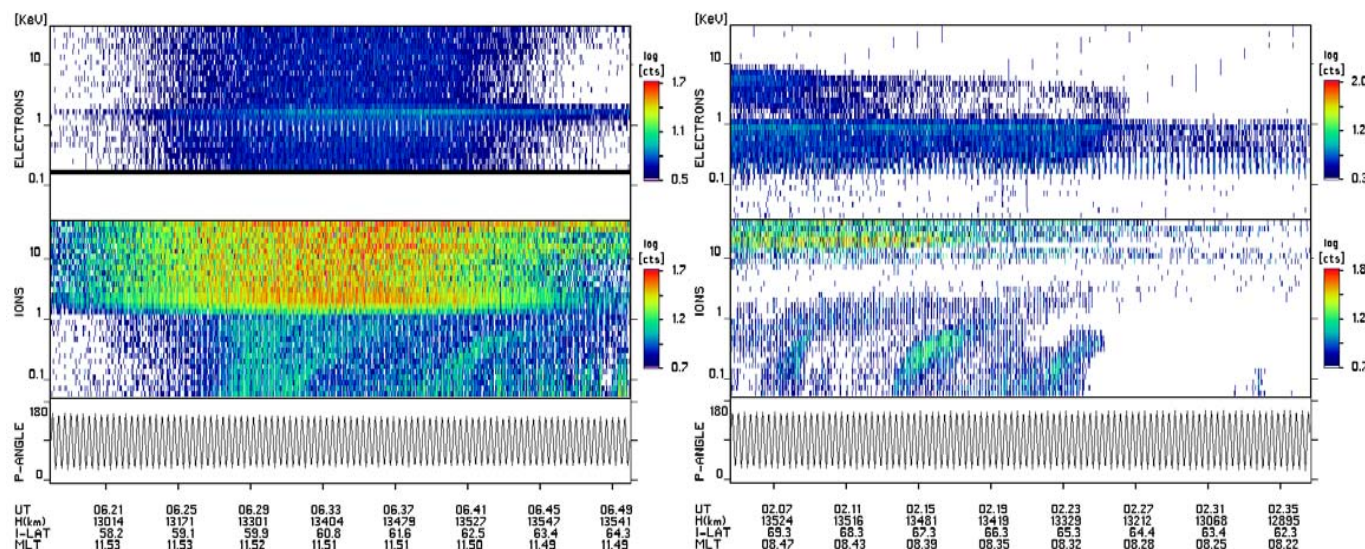 [KeV]
10
1
0.1
ELECTRONS
log
[cts]
1.7
1.1
0.5
10
1
0.1
IONS
log
[cts]
1.7
1.2
0.7
180
0
P-ANGLE
UT 06.21 06.25 06.29 06.33 06.37 06.41 06.45 06.49
H(km) 13014 13171 13301 13404 13479 13527 13547 13541
I-LAT 58.2 59.1 59.9 60.8 61.6 62.5 63.4 64.3
MLT 11.53 11.53 11.52 11.51 11.51 11.50 11.49 11.49
[KeV]
10
1
0.1
ELECTRONS
log
[cts]
2.0
1.2
0.3
10
1
0.1
IONS
log
[cts]
1.8
1.2
0.7
180
0
P-ANGLE
UT 02.07 02.11 02.15 02.19 02.23 02.27 02.31 02.35
H(km) 13524 13516 13481 13419 13329 13212 13068 12895
I-LAT 69.3 68.3 67.3 66.3 65.3 64.4 63.4 62.3
MLT 08.47 08.43 08.39 08.35 08.32 08.28 08.25 08.22